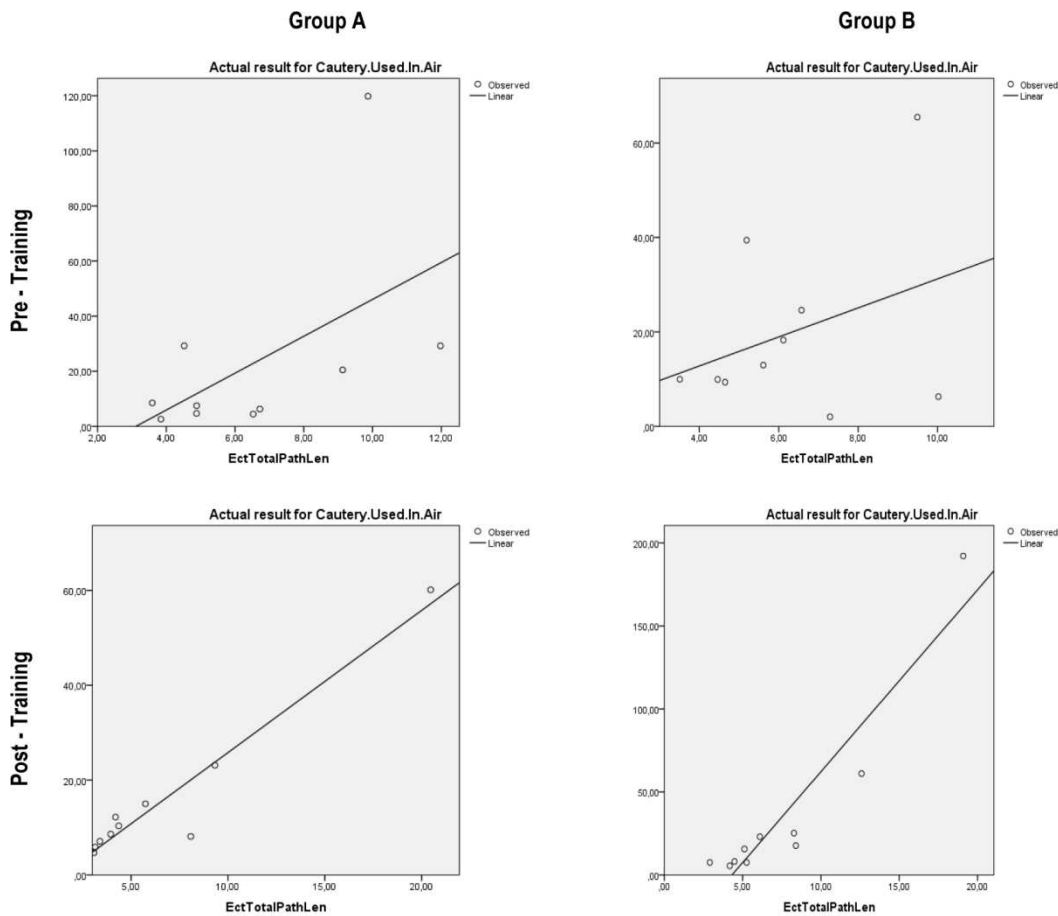 Group A
Group B
Pre - Training
Actual result for Cautery.Used.In.Air
Observed
Linear
120,00
100,00
80,00
60,00
40,00
20,00
,00
2,00 4,00 6,00 8,00 10,00 12,00
EctTotalPathLen
Actual result for Cautery.Used.In.Air
Observed
Linear
60,00
40,00
20,00
,00
4,00 6,00 8,00 10,00
EctTotalPathLen
Post - Training
Actual result for Cautery.Used.In.Air
Observed
Linear
60,00
40,00
20,00
,00
5,00 10,00 15,00 20,00
EctTotalPathLen
Actual result for Cautery.Used.In.Air
Observed
Linear
200,00
150,00
100,00
50,00
,00
,00 5,00 10,00 15,00 20,00
EctTotalPathLen